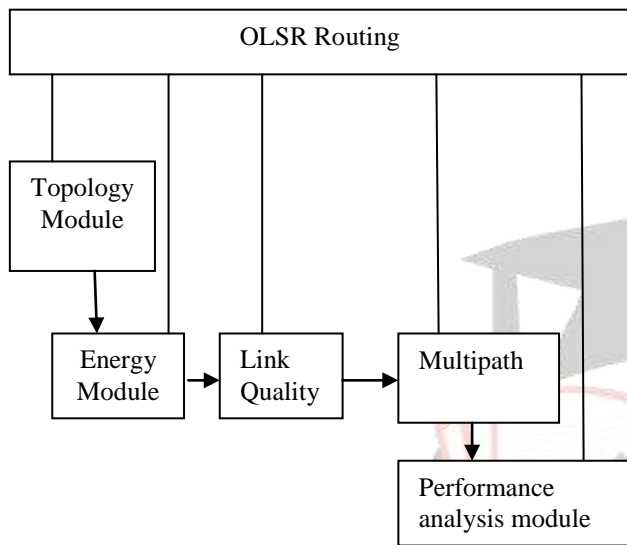 OLSR Routing
Topology
Module
Energy
Module
Link
Quality
Multipath
Performance
analysis module